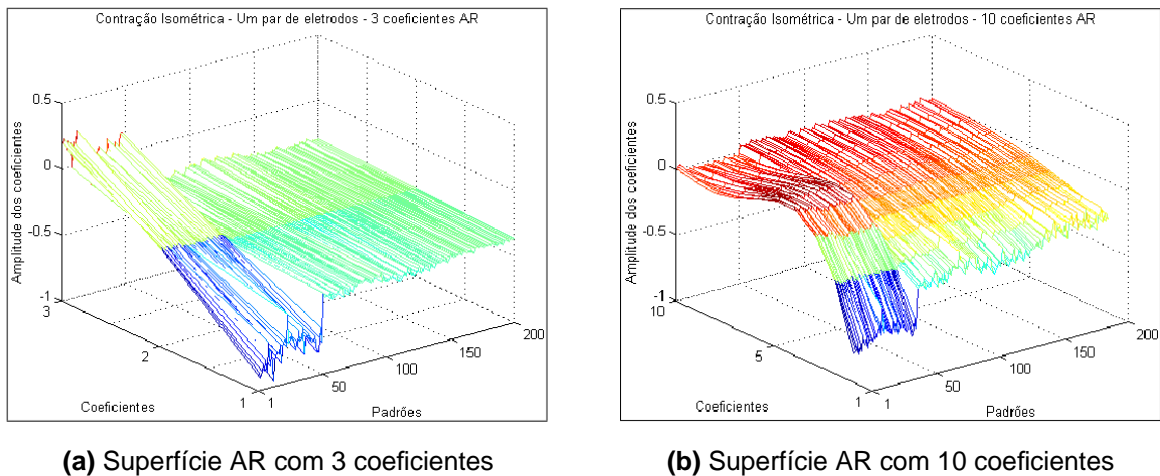 Contração Isométrica - Um par de eletrodos - 3 coeficientes AR
0.5
0
-0.5
-1
Amplitude dos coeficientes
3
2
1
Coeficientes
1
50
100
150
200
Padrões
(a) Superfície AR com 3 coeficientes
Contração Isométrica - Um par de eletrodos - 10 coeficientes AR
0.5
0
-0.5
-1
Amplitude dos coeficientes
10
5
1
Coeficientes
1
50
100
150
200
Padrões
(b) Superfície AR com 10 coeficientes